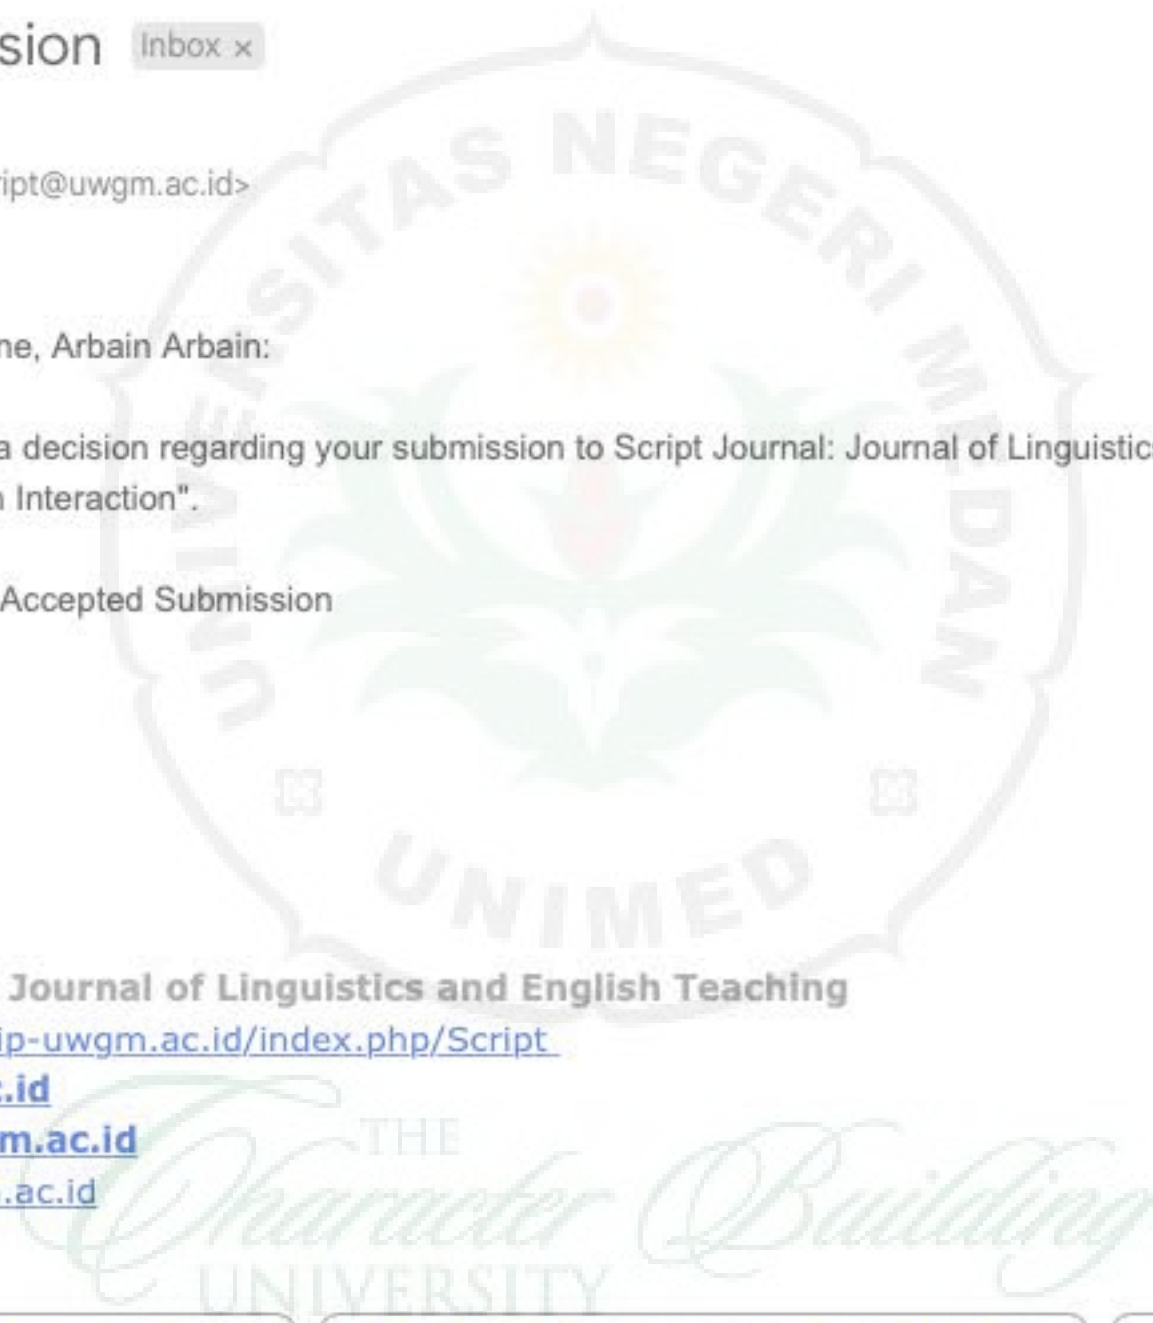 sion Inbox ×
ript@uwgm.ac.id>
ne, Arbain Arbain:
a decision regarding your submission to Script Journal: Journal of Linguistics
n Interaction".
Accepted Submission
UNIVERSITAS NEGERI MEDAN
UNIMED
Journal of Linguistics and English Teaching
ip-uwgm.ac.id/index.php/Script
c.id
m.ac.id
.ac.id
THE
Character Building
UNIVERSITY